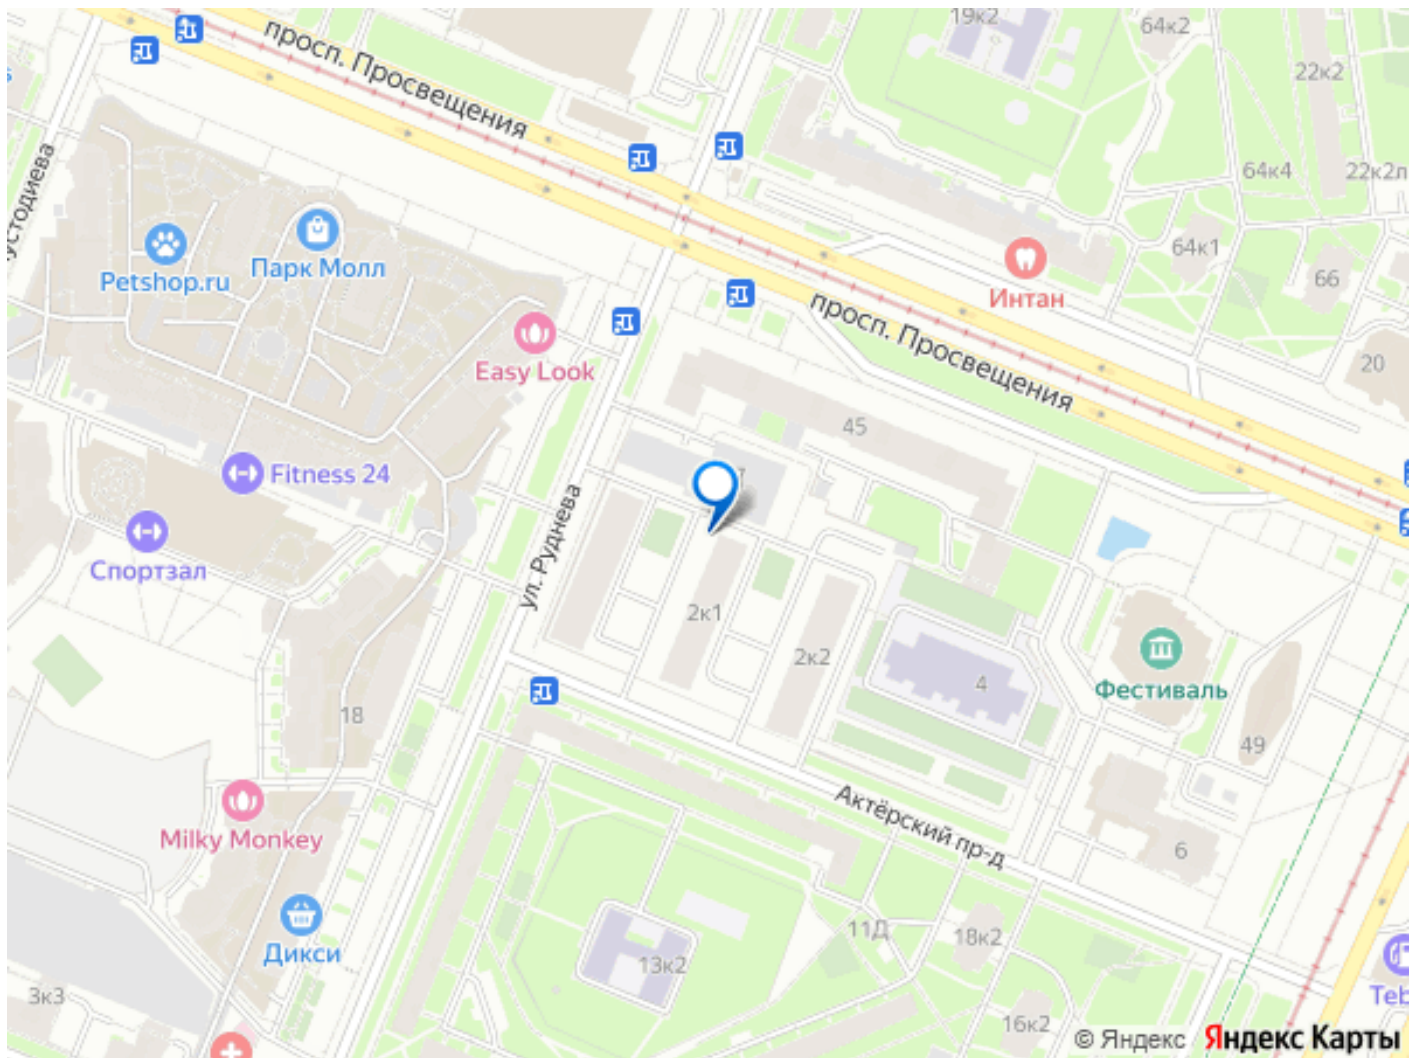 19к2
64к2
22к2
просп. Просвещения
64к4
22к2л
Petshop.ru
Парк Молл
64к1
66
Интан
просп. Просвещения
Easy Look
20
45
Fitness 24
ул. Руднева
Спортзал
2к1
2к2
4
Фестиваль
18
49
Milky Monkey
Актёрский пр-д
6
Дикси
11Д
18к2
13к2
3к3
16к2
© Яндекс Яндекс Карты